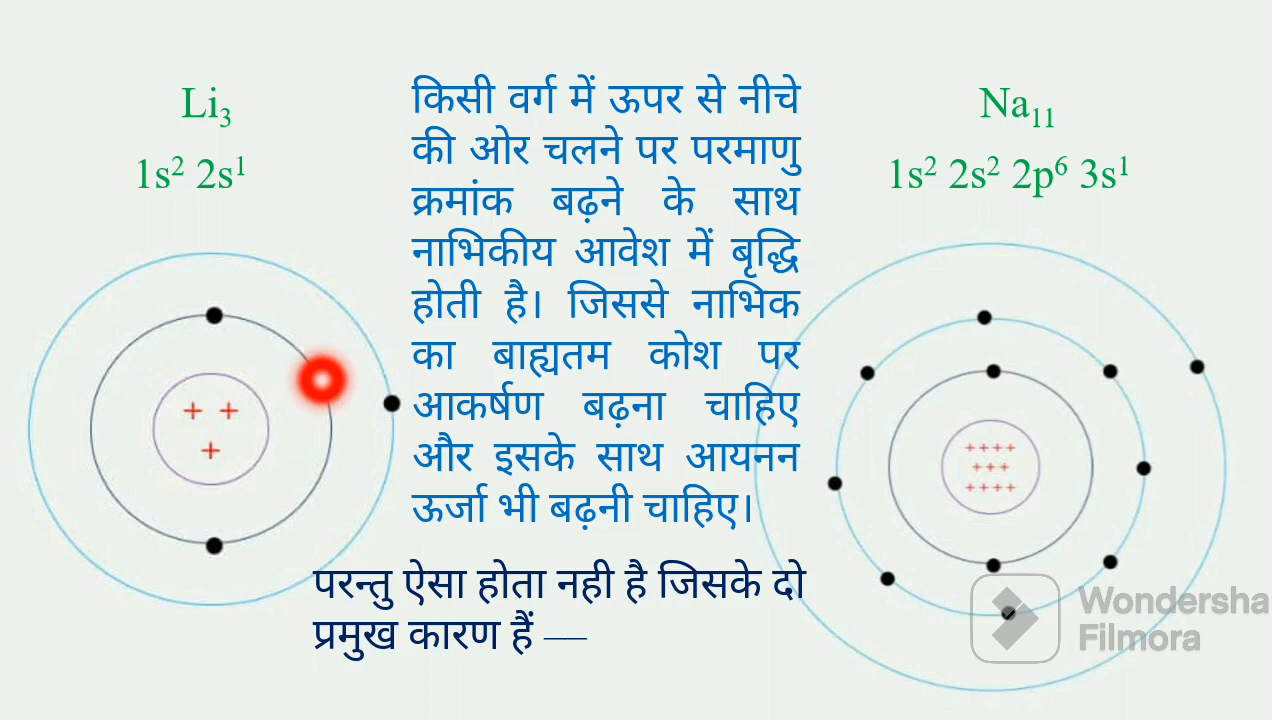 Li₃
1s² 2s¹
किसी वर्ग में ऊपर से नीचे
की ओर चलने पर परमाणु
क्रमांक बढ़ने के साथ
नाभिकीय आवेश में बृद्धि
होती है। जिससे नाभिक
का बाह्यतम कोश पर
आकर्षण बढ़ना चाहिए
और इसके साथ आयनन
ऊर्जा भी बढ़नी चाहिए।
Na₁₁
1s² 2s² 2p⁶ 3s¹
+ +
+
++++
+++
++++
परन्तु ऐसा होता नही है जिसके दो
प्रमुख कारण हैं —
Wondersha
Filmora